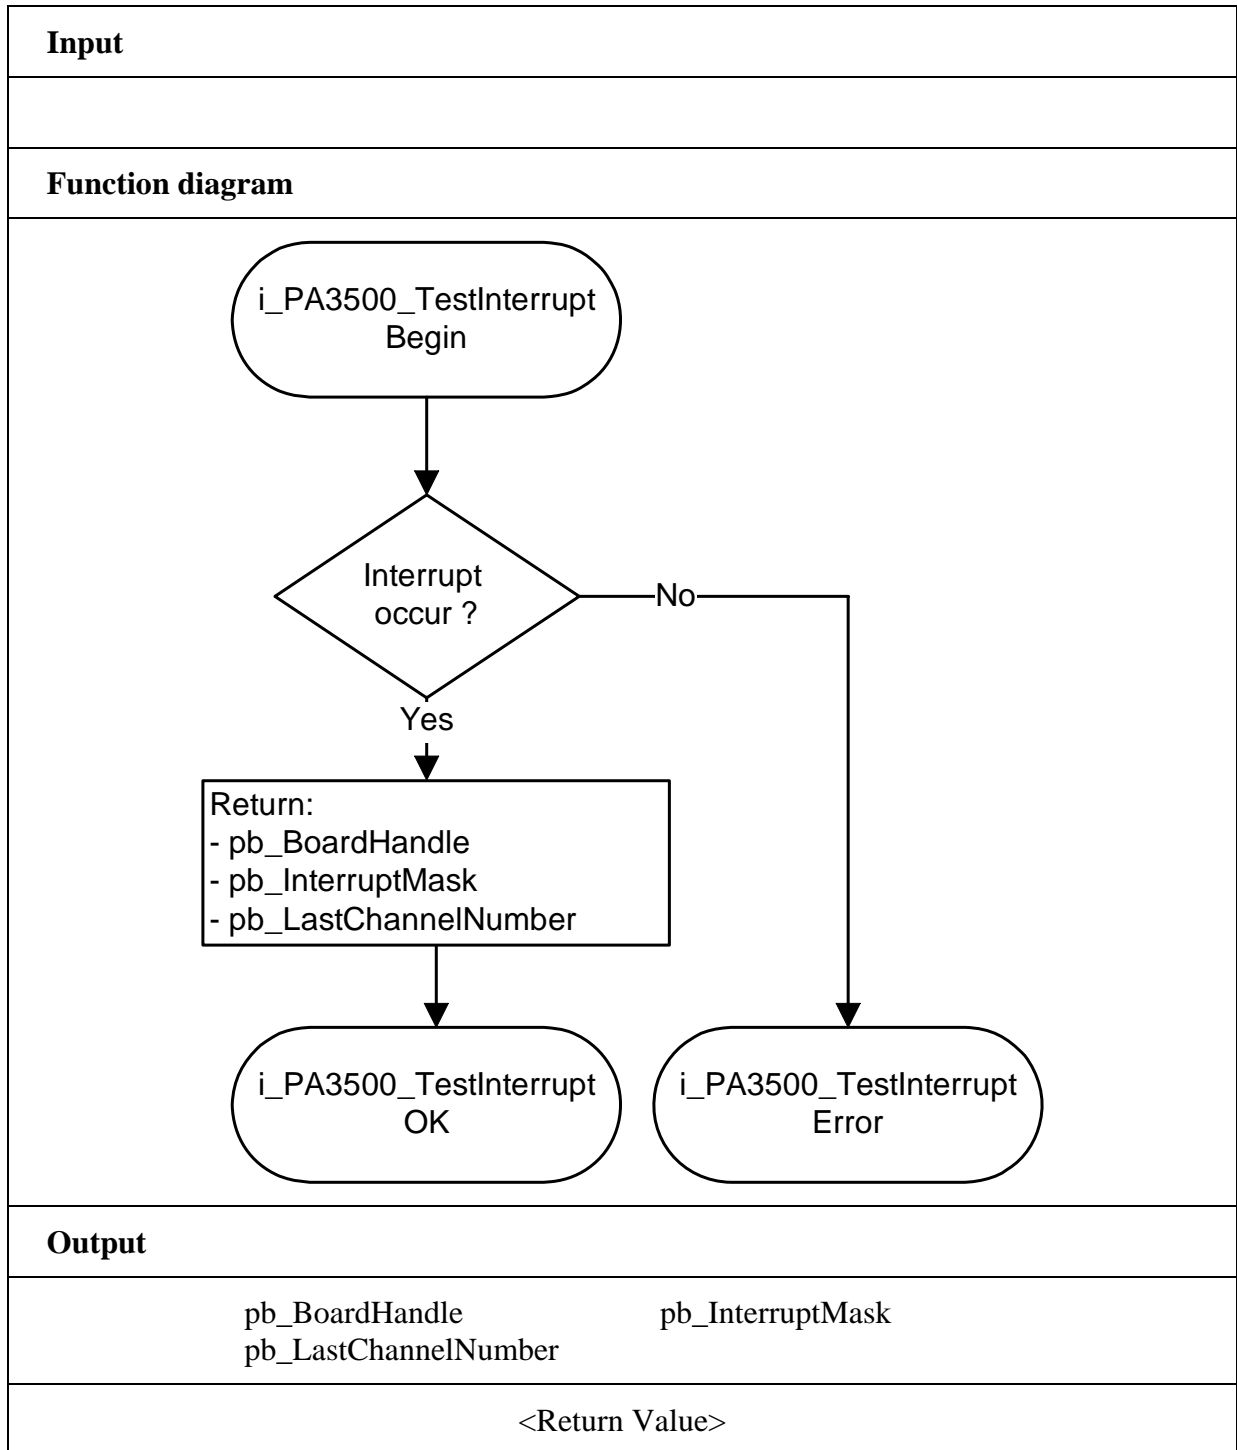 Input
Function diagram
i_PA3500_TestInterrupt
Begin
Interrupt
occur ?
No
Yes
Return:
- pb_BoardHandle
- pb_InterruptMask
- pb_LastChannelNumber
i_PA3500_TestInterrupt
OK
i_PA3500_TestInterrupt
Error
Output
pb_BoardHandle pb_InterruptMask
pb_LastChannelNumber
<Return Value>